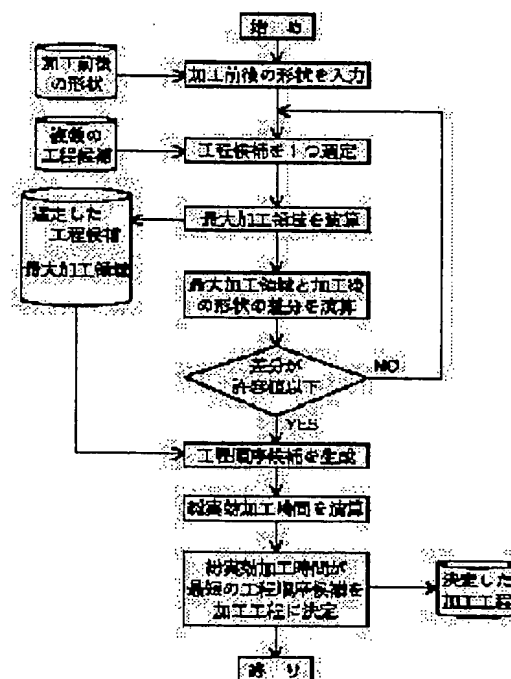 始め
加工前後
の形状
加工前後の形状を入力
複数の
工程候補
工程候補を1つ選定
選定した
工程候補
最大加工領域
最大加工領域を演算
最大加工領域と加工後
の形状の差分を演算
差分が
許容値以下
NO
YES
工程順序候補を生成
総実効加工時間を演算
総実効加工時間が
最短の工程順序候補を
加工工程に決定
決定した
加工工程
終り